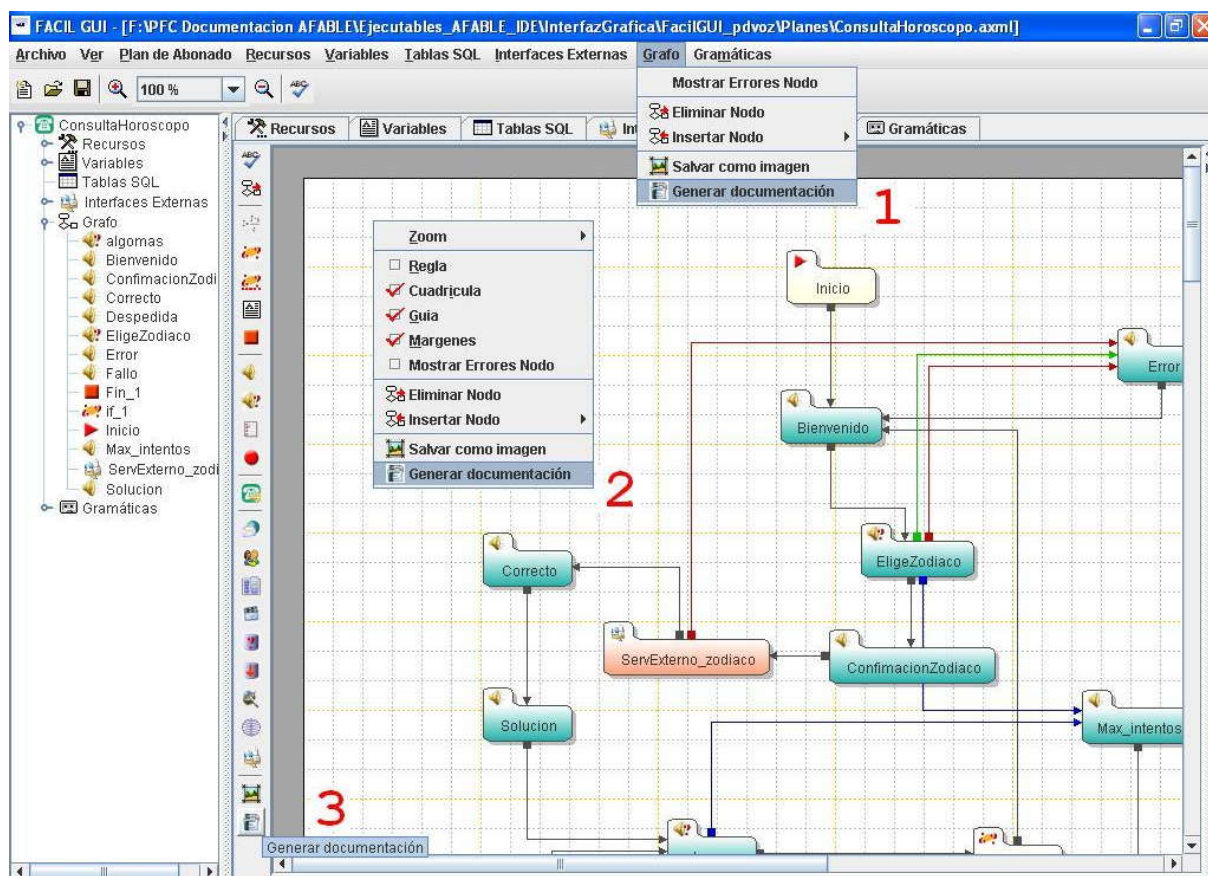 FACIL GUI - [F:\PFC Documentacion AFABLE\Ejecutables_AFABLE_IDE\InterfazGrafica\FacilGUI_pdvoz\Planes\ConsultaHoroscopo.axml]
Archivo Ver Plan de Abonado Recursos Variables Tablas SQL Interfaces Externas Grafo Gramáticas
100 %
ABC
Mostrar Errores Nodo
Eliminar Nodo
Insertar Nodo
Salvar como imagen
Generar documentación
1
Recursos Variables Tablas SQL Gramáticas
ConsultaHoroscopo
Recursos
Variables
Tablas SQL
Interfaces Externas
Grafo
algomas
Bienvenido
ConfimacionZodi
Correcto
Despedida
EligeZodiaco
Error
Fallo
Fin_1
if_1
Inicio
Max_intentos
ServExterno_zodi
Solucion
Gramáticas
ABC
Zoom
Regla
Cuadricula
Guia
Margenes
Mostrar Errores Nodo
Eliminar Nodo
Insertar Nodo
Salvar como imagen
Generar documentación
2
Inicio
Error
Bienvenido
EligeZodiaco
Correcto
ServExterno_zodiaco
ConfimacionZodiaco
Solucion
Max_intentos
3
Generar documentación